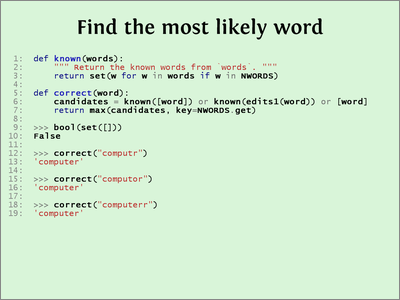 Find the most likely word
1: def known(words):
2:     """ Return the known words from `words`. """
3:     return set(w for w in words if w in NWORDS)
4:
5: def correct(word):
6:     candidates = known([word]) or known(edits1(word)) or [word]
7:     return max(candidates, key=NWORDS.get)
8:
9: >>> bool(set([]))
10: False
11:
12: >>> correct("computr")
13: 'computer'
14:
15: >>> correct("computor")
16: 'computer'
17:
18: >>> correct("computerr")
19: 'computer'